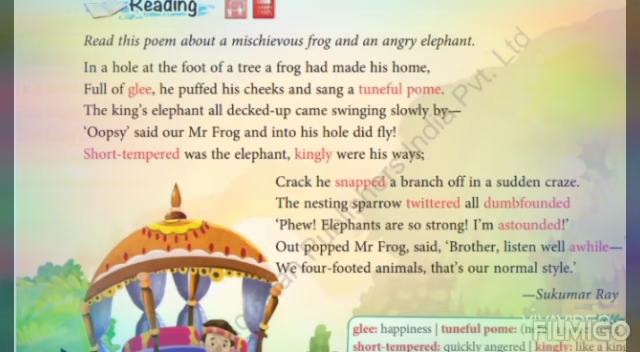 Reading
Read this poem about a mischievous frog and an angry elephant.
In a hole at the foot of a tree a frog had made his home,
Full of glee, he puffed his cheeks and sang a tuneful pome.
The king's elephant all decked-up came swinging slowly by—
'Oopsy' said our Mr Frog and into his hole did fly!
Short-tempered was the elephant, kingly were his ways;
Crack he snapped a branch off in a sudden craze.
The nesting sparrow twittered all dumbfounded
'Phew! Elephants are so strong! I'm astounded!'
Out popped Mr Frog, said, 'Brother, listen well awhile—
We four-footed animals, that's our normal style.'
—Sukumar Ray
glee: happiness | tuneful pome:
short-tempered: quickly angered | kingly: like a king
Publishers India Pvt. Ltd
VIVAVIDEO
FILMIGO